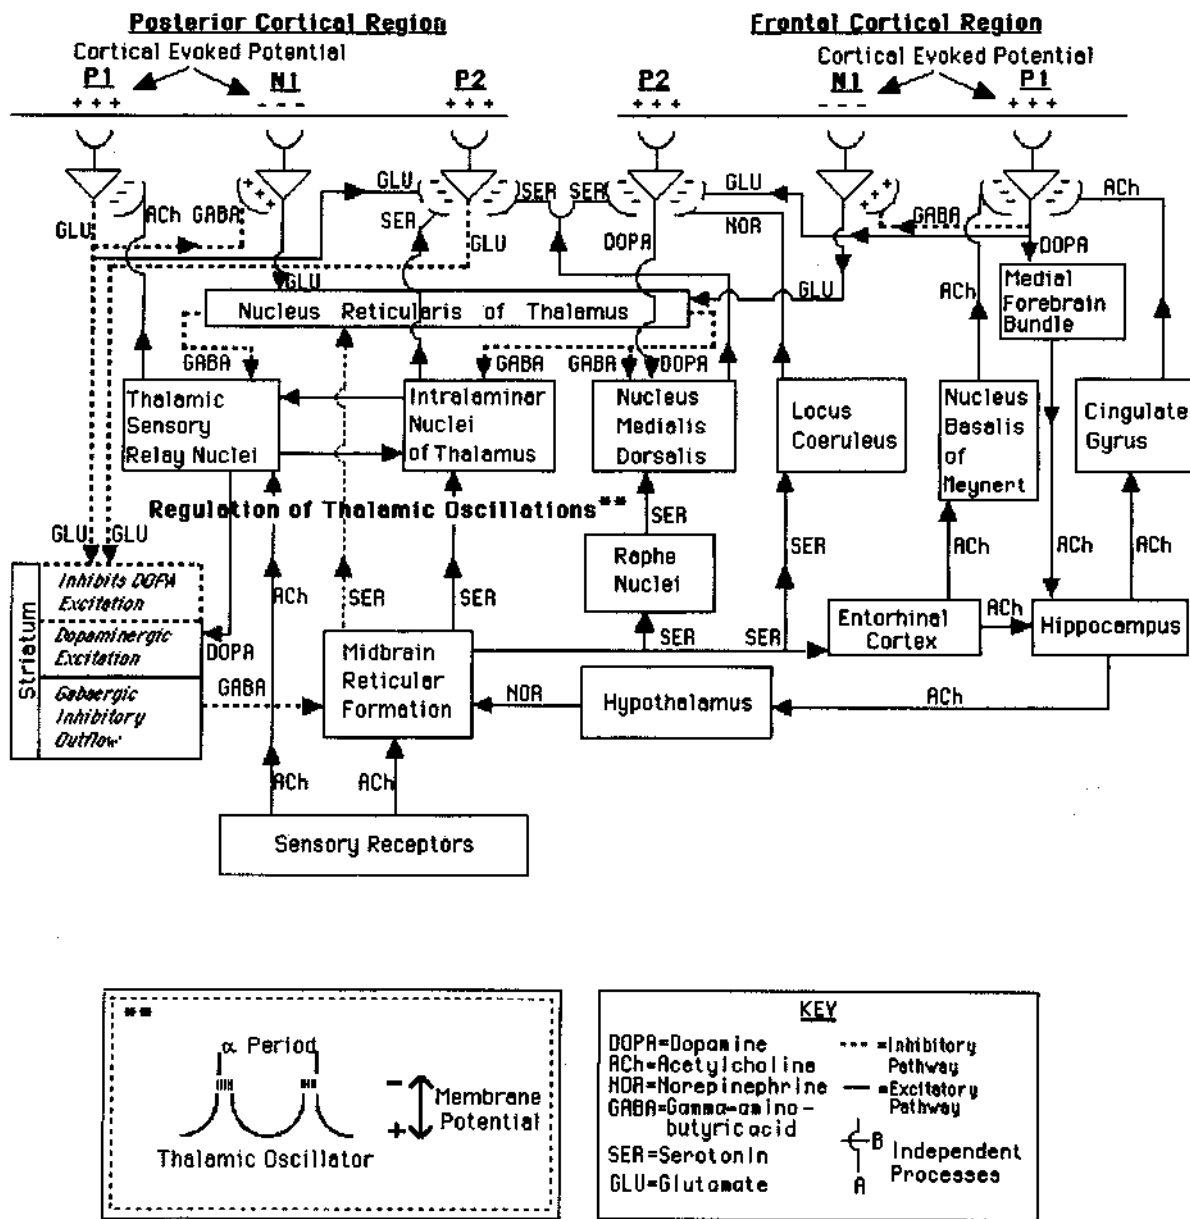 Posterior Cortical Region
Frontal Cortical Region
Cortical Evoked Potential
Cortical Evoked Potential
P1
N1
P2
P2
N1
P1
+ + +
- - - -
+ + +
+ + +
- - - -
+ + +
GLU
ACh GABA
GLU
SER
GLU
SER SER
DOPA
GLU
NOR
GABA
ACh
DOPA
GLU
GLU
ACh
Nucleus Reticularis of Thalamus
Medial
Forebrain
Bundle
GABA
GABA
GABA
DOPA
Thalamic
Sensory
Relay Nuclei
Intralaminar
Nuclei
of Thalamus
Nucleus
Medialis
Dorsalis
Locus
Coeruleus
Nucleus
Basalis
of
Meynert
Cingulate
Gyrus
Regulation of Thalamic Oscillations**
GLU GLU
ACh
SER
SER
SER
SER
ACh
ACh
ACh
Raphe
Nuclei
Striatum
Inhibits DOPA
Excitation
Dopaminergic
Excitation
Gabaergic
Inhibitory
Outflow
DOPA
GABA
Midbrain
Reticular
Formation
SER
SER
Entorhinal
Cortex
ACh
Hippocampus
NOR
Hypothalamus
ACh
ACh
ACh
Sensory Receptors
**
α Period
Thalamic Oscillator
-
+
Membrane
Potential
KEY
DOPA=Dopamine
ACh=Acetylcholine
NOR=Norepinephrine
GABA=Gamma-amino-
butyric acid
SER=Serotonin
GLU=Glutamate
=Inhibitory
Pathway
=Excitatory
Pathway
B
A
Independent
Processes